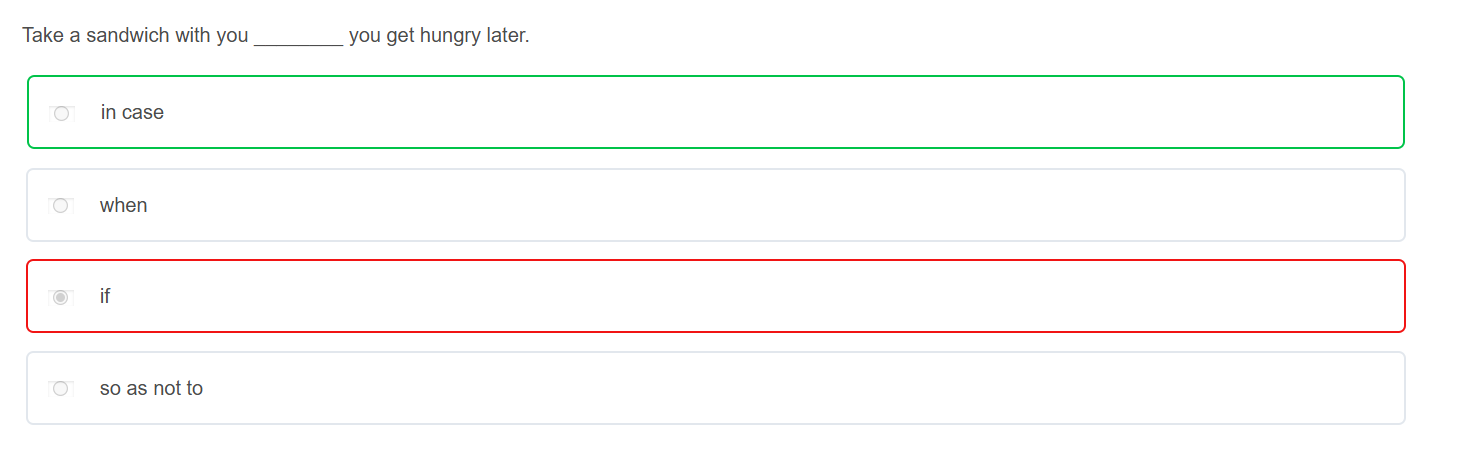 Take a sandwich with you ________ you get hungry later.
in case
when
if
so as not to